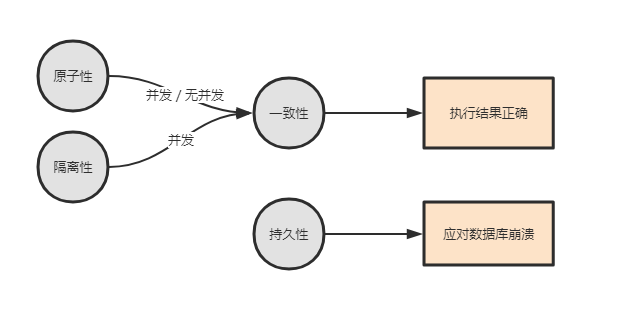 原子性
并发 / 无并发
一致性
执行结果正确
并发
隔离性
持久性
应对数据库崩溃